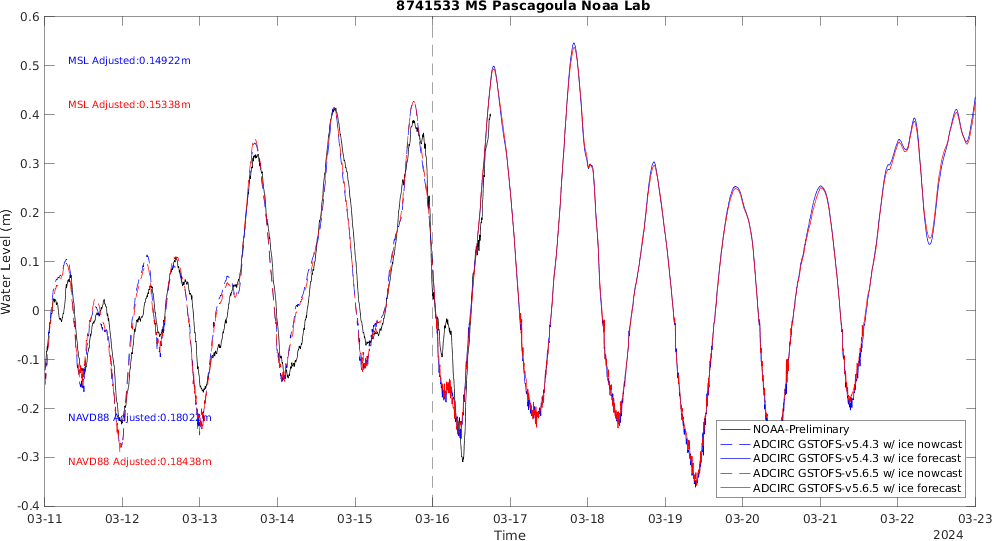 8741533 MS Pascagoula Noaa Lab
0.6
0.5
0.4
0.3
0.2
0.1
0
-0.1
-0.2
-0.3
-0.4
Water Level (m)
MSL Adjusted:0.14922m
MSL Adjusted:0.15338m
NAVD88 Adjusted:0.18022m
NAVD88 Adjusted:0.18438m
NOAA-Preliminary
ADCIRC GSTOFS-v5.4.3 w/ ice nowcast
ADCIRC GSTOFS-v5.4.3 w/ ice forecast
ADCIRC GSTOFS-v5.6.5 w/ ice nowcast
ADCIRC GSTOFS-v5.6.5 w/ ice forecast
03-11 03-12 03-13 03-14 03-15 03-16 03-17 03-18 03-19 03-20 03-21 03-22 03-23
Time
2024